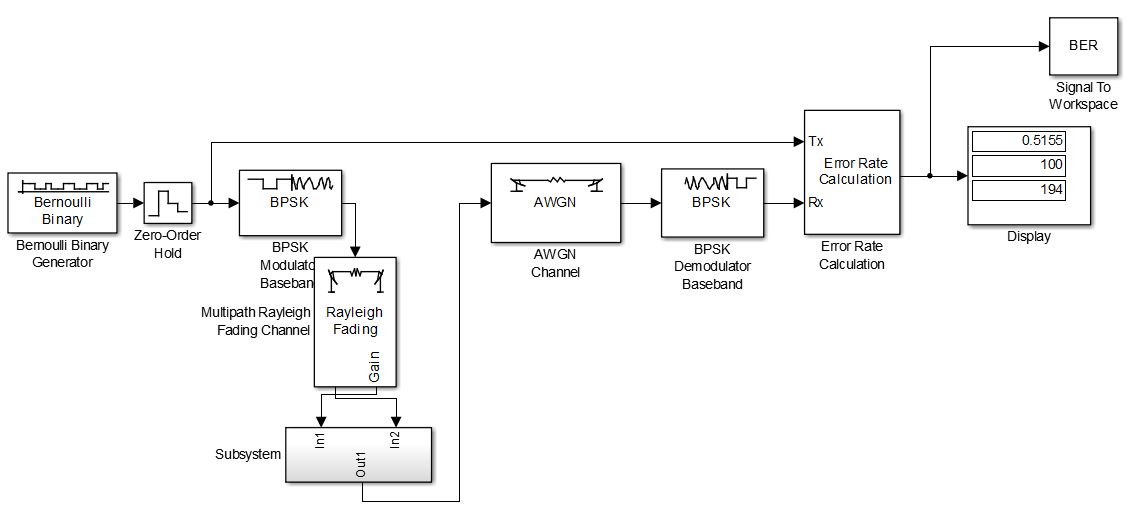 BER
Signal To
Workspace
Tx
Rx
Error Rate
Calculation
Error Rate
Calculation
0.5155
100
194
Display
Bernoulli
Binary
Bernoulli Binary
Generator
Zero-Order
Hold
BPSK
BPSK
Modulato
Baseban
AWGN
AWGN
Channel
BPSK
BPSK
Demodulator
Baseband
Multipath Rayleigh
Fading Channel
Rayleigh
Fading
Gain
In1
In2
Out1
Subsystem